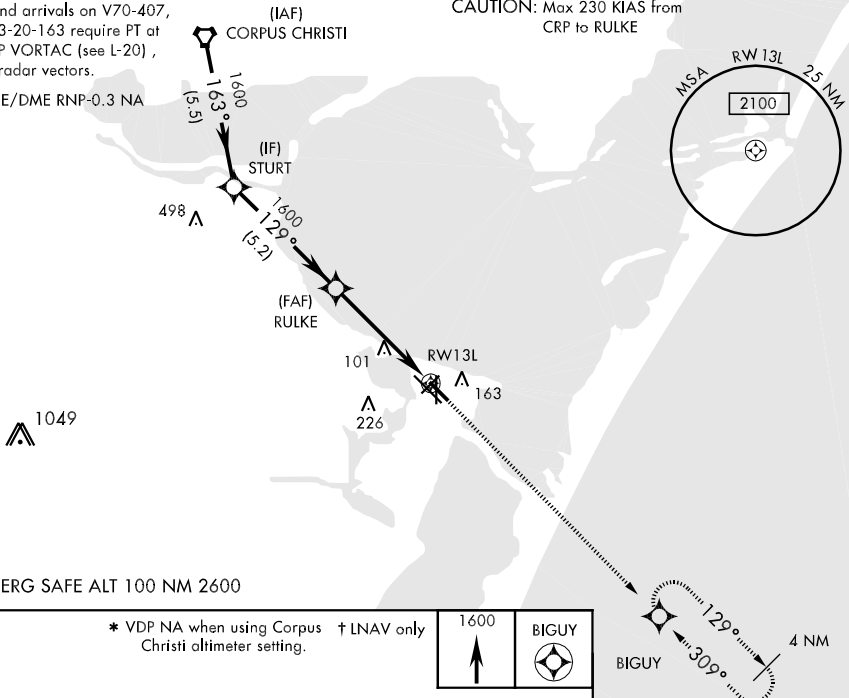 nd arrivals on V70-407,
3-20-163 require PT at
P VORTAC (see L-20) ,
radar vectors.
E/DME RNP-0.3 NA
(IAF)
CORPUS CHRISTI
CAUTION: Max 230 KIAS from
CRP to RULKE
1600
163°
(5.5)
MSA RW 13L 25 NM
2100
(IF)
STURT
498
1600
129°
(5.2)
(FAF)
RULKE
101
RW13L
163
226
1049
ERG SAFE ALT 100 NM 2600
* VDP NA when using Corpus
Christi altimeter setting.
† LNAV only
1600
BIGUY
BIGUY
129°
309°
4 NM